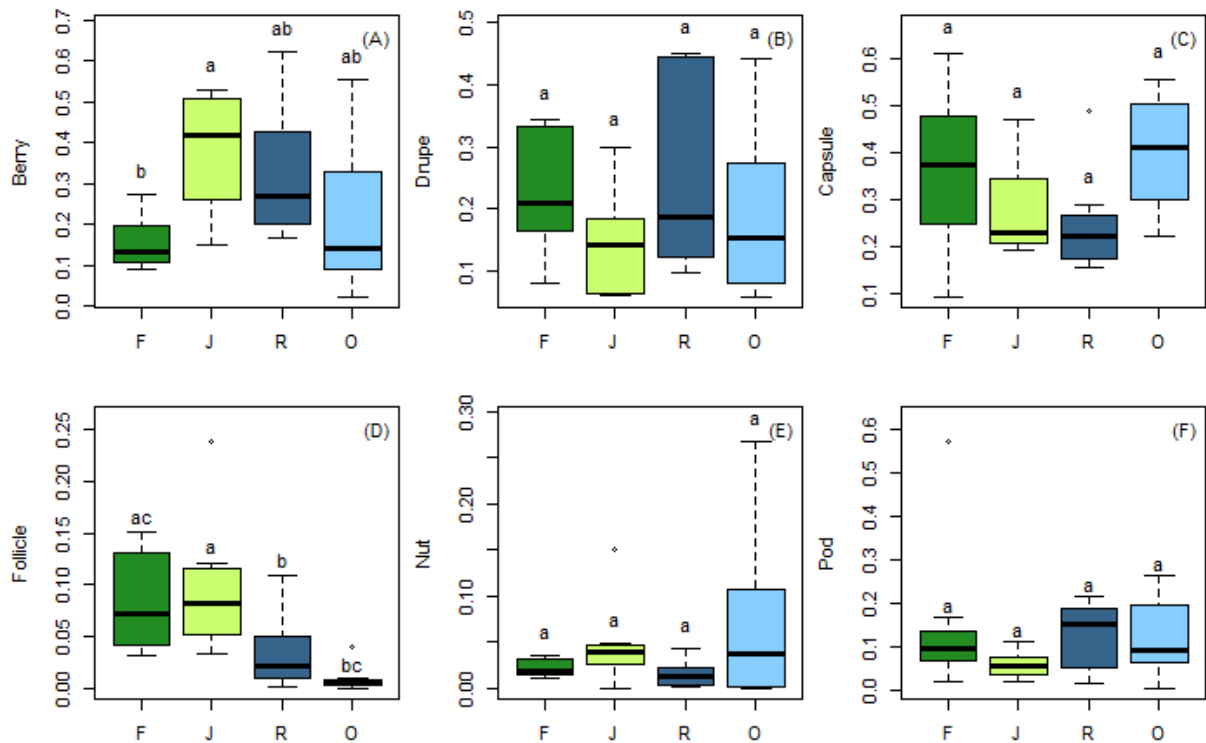 (A)
Berry
0.0 0.1 0.2 0.3 0.4 0.5 0.6 0.7
b a ab ab
F J R O
(B)
Drupe
0.1 0.2 0.3 0.4 0.5
a a a a
F J R O
(C)
Capsule
0.1 0.2 0.3 0.4 0.5 0.6
a a a a
F J R O
(D)
Follicle
0.00 0.05 0.10 0.15 0.20 0.25
ac a b bc
F J R O
(E)
Nut
0.00 0.10 0.20 0.30
a a a a
F J R O
(F)
Pod
0.0 0.1 0.2 0.3 0.4 0.5 0.6
a a a a
F J R O